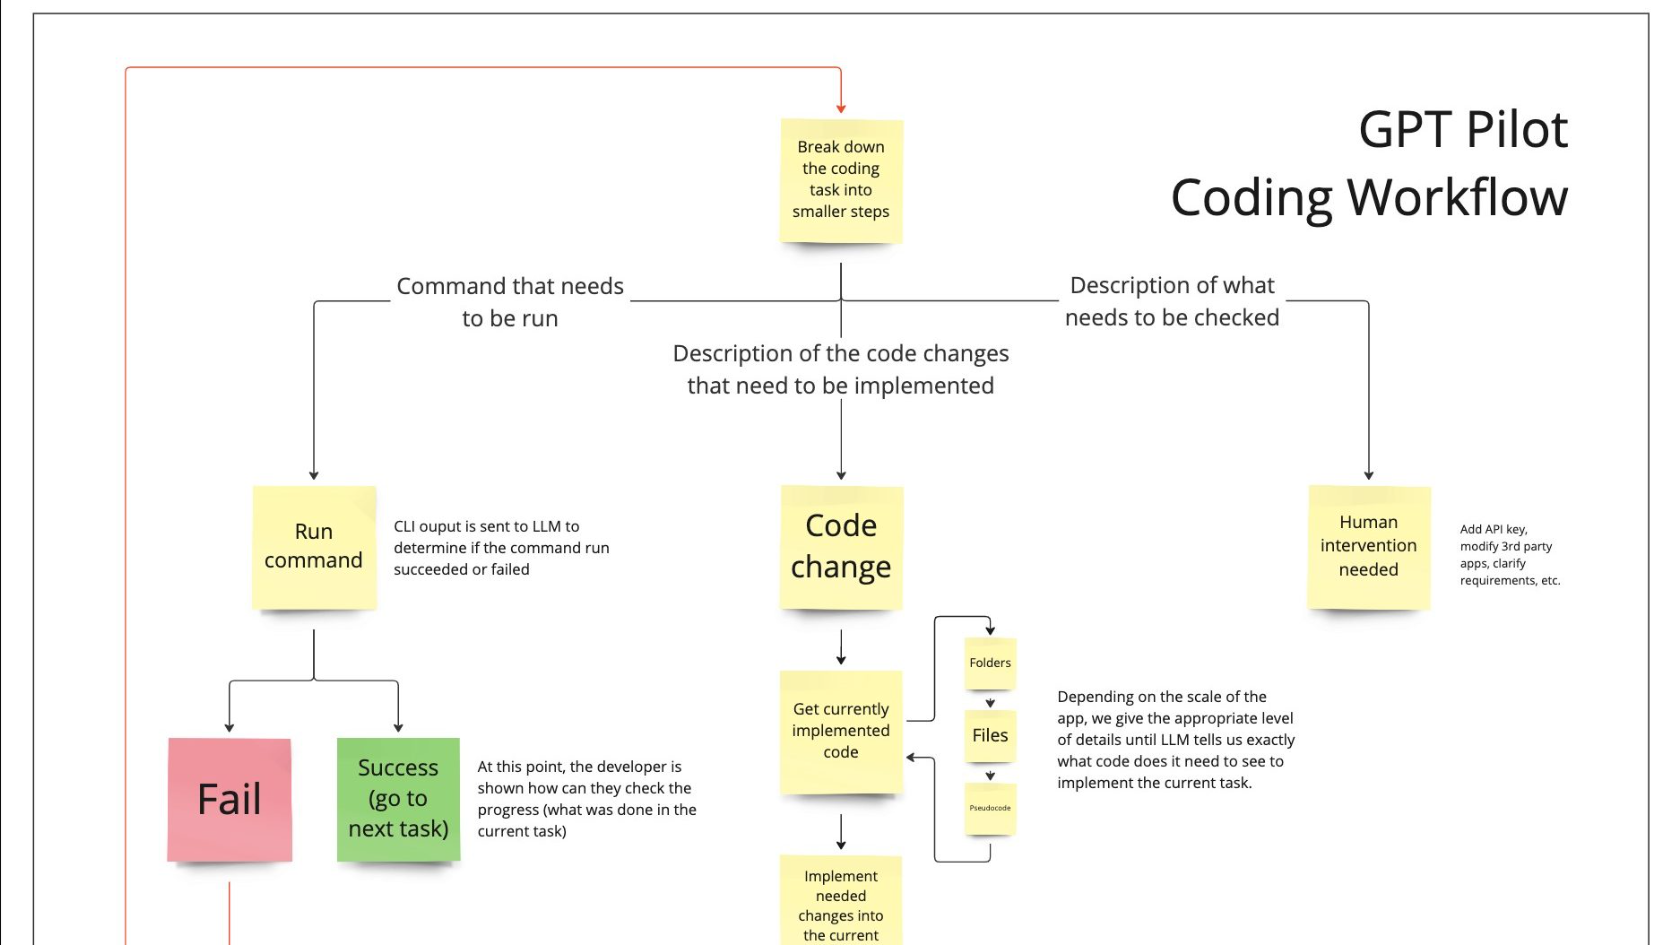 GPT Pilot
Coding Workflow
Break down
the coding
task into
smaller steps
Command that needs
to be run
Description of the code changes
that need to be implemented
Description of what
needs to be checked
Run
command
CLI ouput is sent to LLM to
determine if the command run
succeeded or failed
Code
change
Human
intervention
needed
Add API key,
modify 3rd party
apps, clarify
requirements, etc.
Fail
Success
(go to
next task)
At this point, the developer is
shown how can they check the
progress (what was done in the
current task)
Get currently
implemented
code
Folders
Files
Pseudocode
Depending on the scale of the
app, we give the appropriate level
of details until LLM tells us exactly
what code does it need to see to
implement the current task.
Implement
needed
changes into
the current